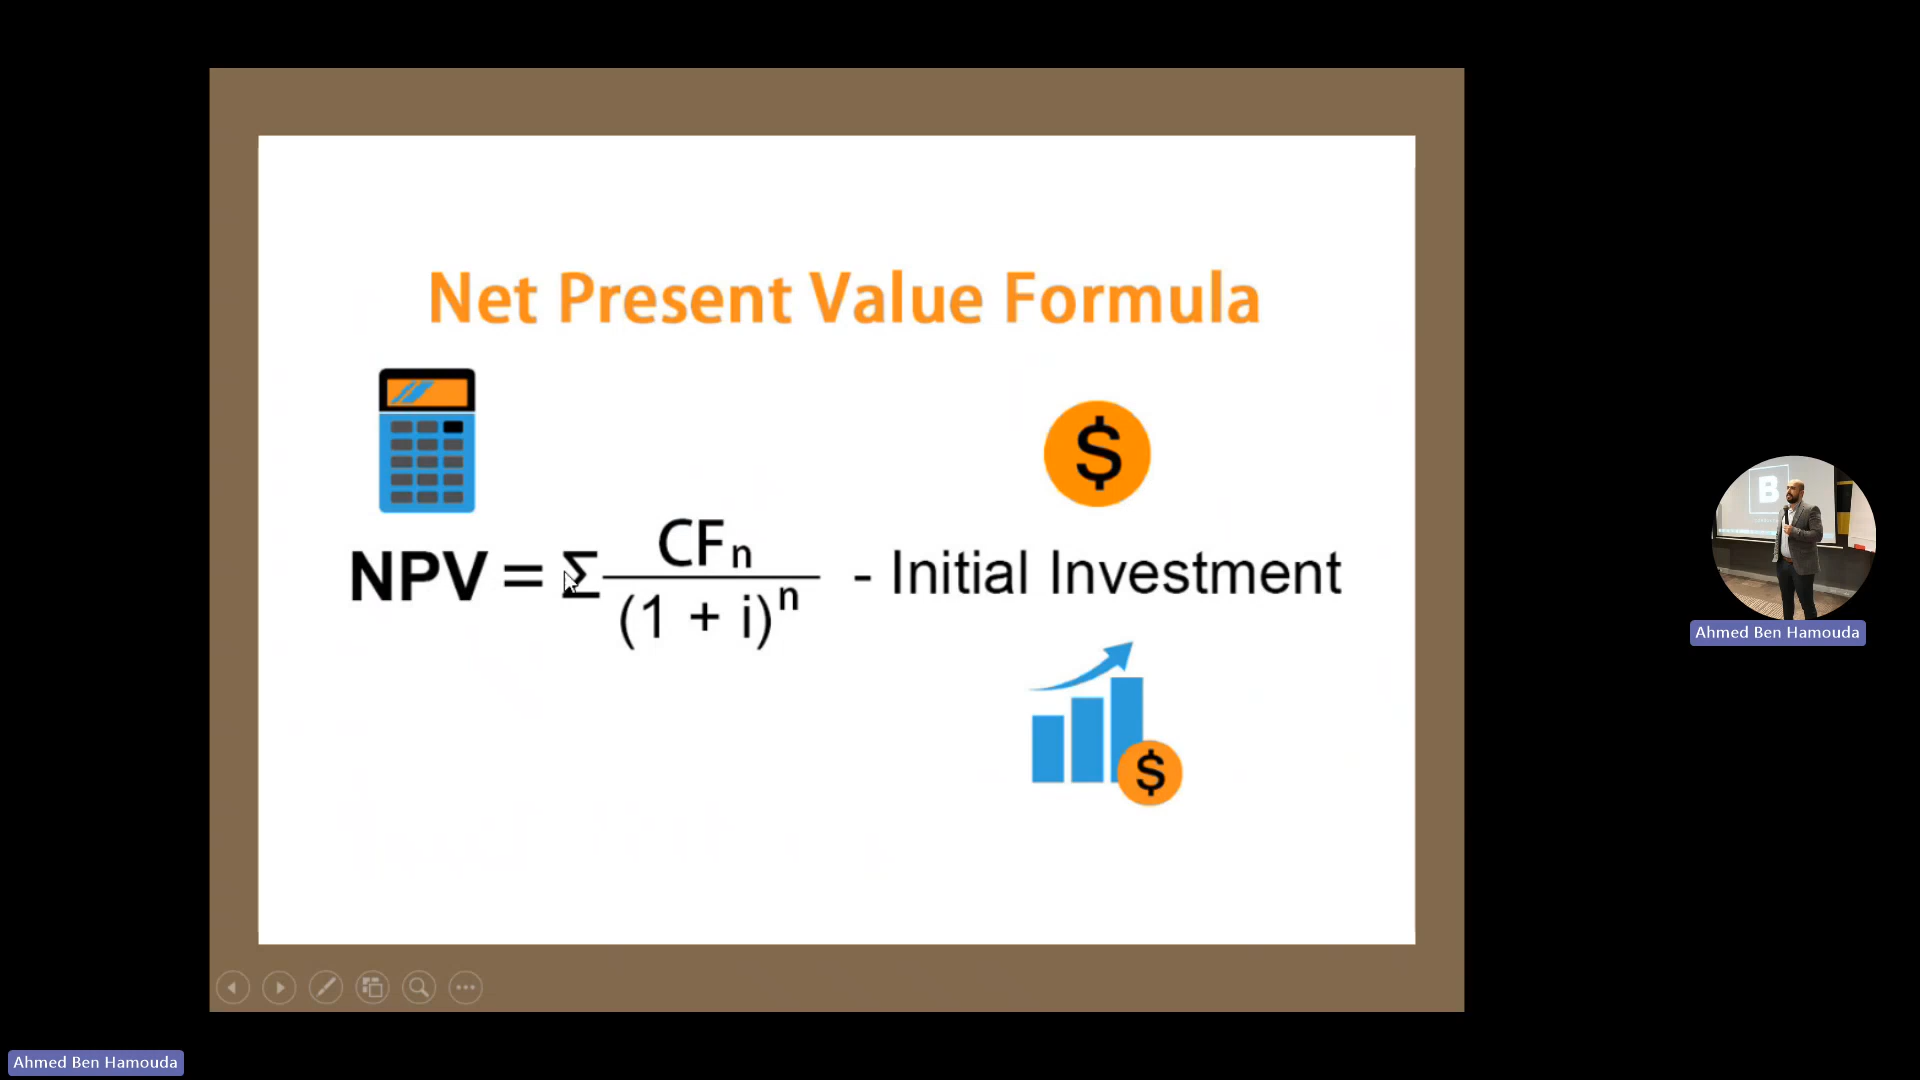 Net Present Value Formula
$
NPV = Σ CFn / (1 + i)^n - Initial Investment
$
B
Ahmed Ben Hamouda
Ahmed Ben Hamouda